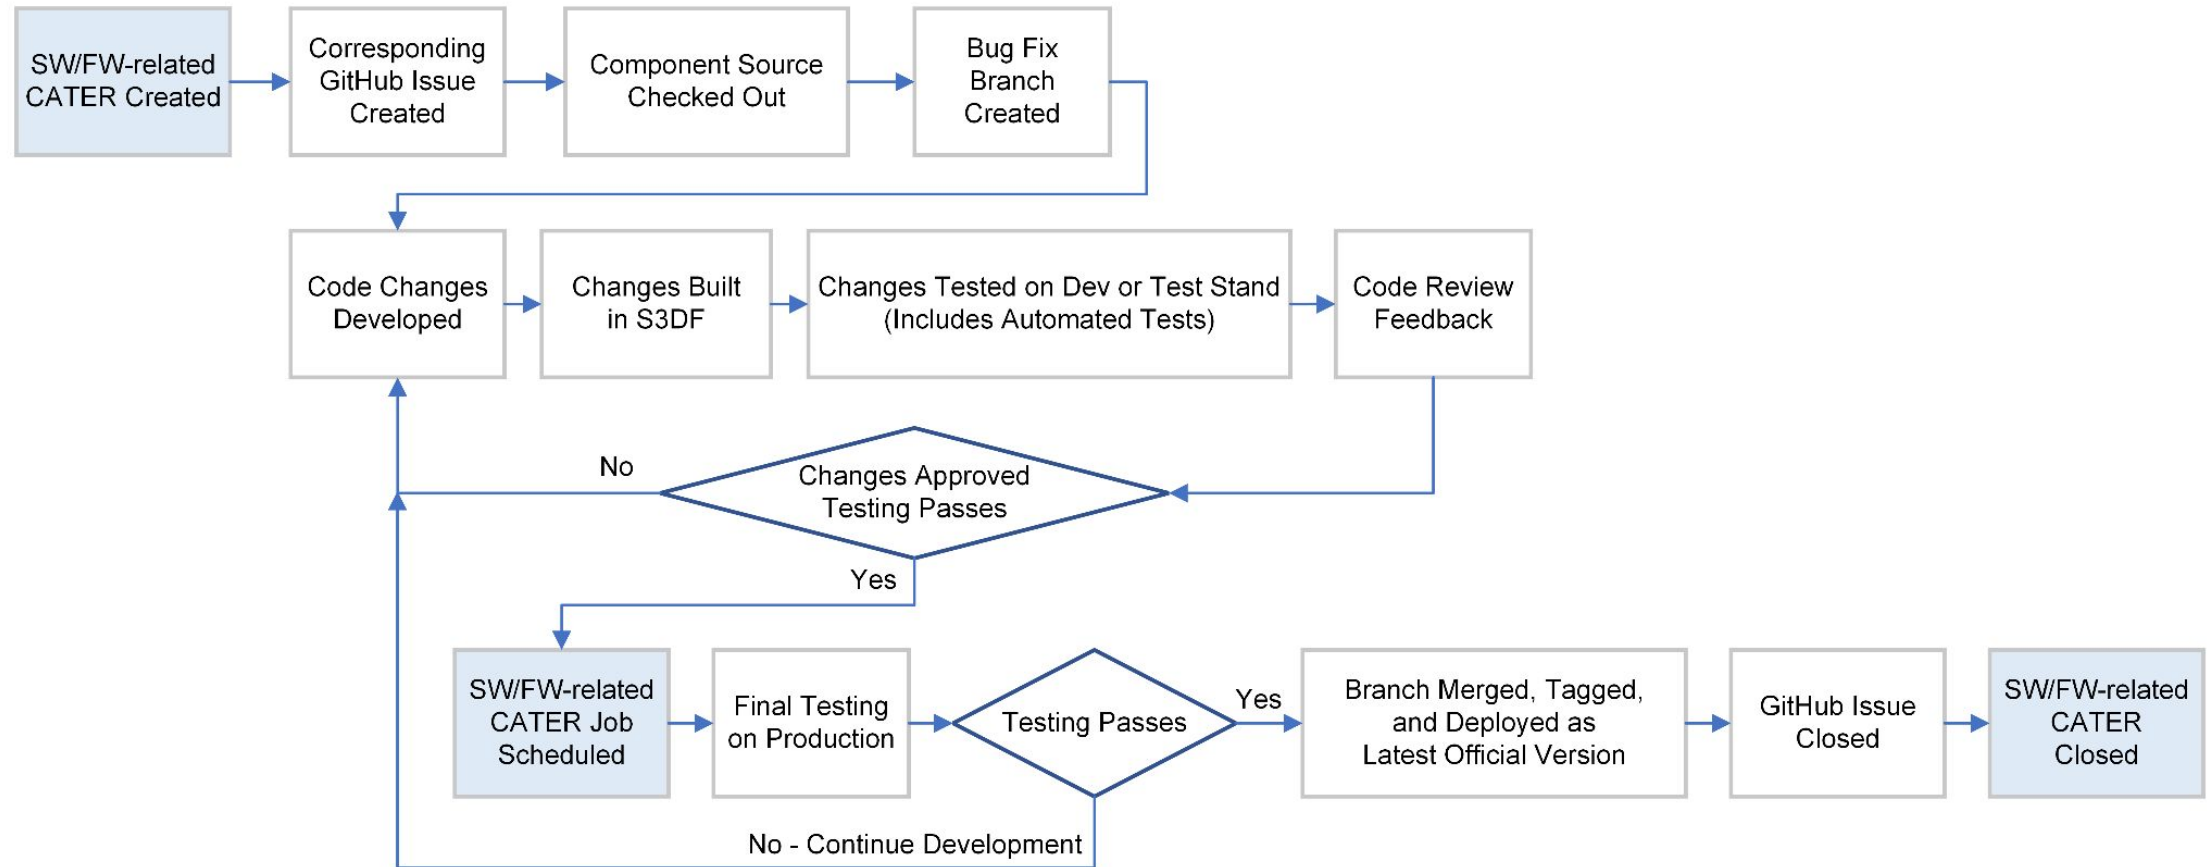 SW/FW-related
CATER Created
Corresponding
GitHub Issue
Created
Component Source
Checked Out
Bug Fix
Branch
Created
Code Changes
Developed
Changes Built
in S3DF
Changes Tested on Dev or Test Stand
(Includes Automated Tests)
Code Review
Feedback
No
Changes Approved
Testing Passes
Yes
SW/FW-related
CATER Job
Scheduled
Final Testing
on Production
Testing Passes
Yes
Branch Merged, Tagged,
and Deployed as
Latest Official Version
GitHub Issue
Closed
SW/FW-related
CATER
Closed
No - Continue Development